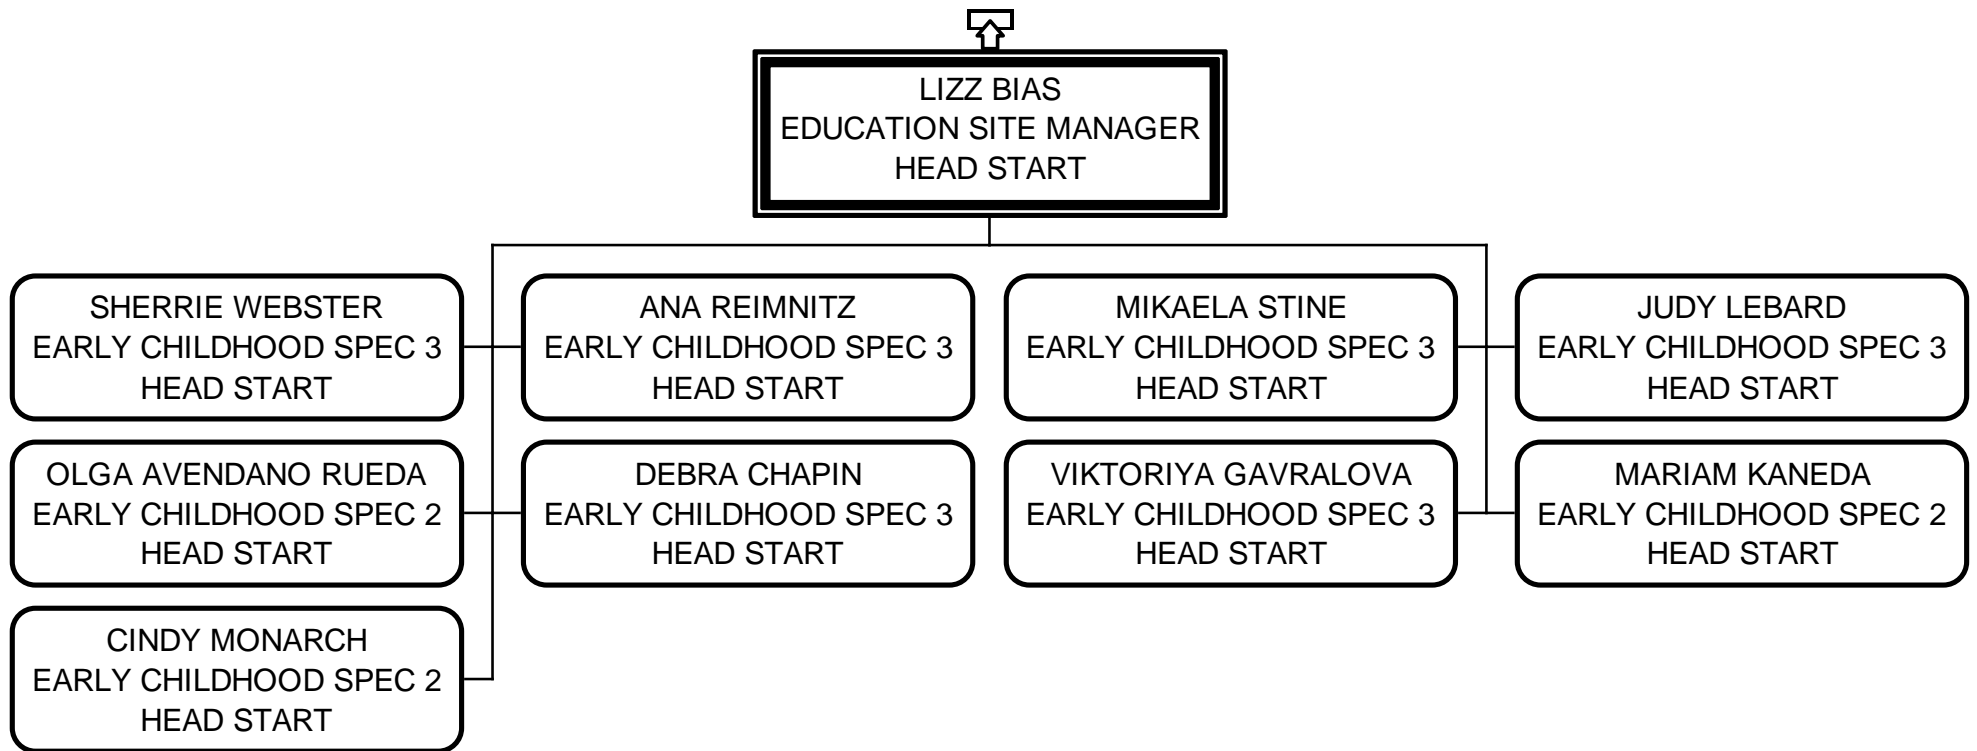 LIZZ BIAS
EDUCATION SITE MANAGER
HEAD START
SHERRIE WEBSTER
EARLY CHILDHOOD SPEC 3
HEAD START
ANA REIMNITZ
EARLY CHILDHOOD SPEC 3
HEAD START
MIKAELA STINE
EARLY CHILDHOOD SPEC 3
HEAD START
JUDY LEBARD
EARLY CHILDHOOD SPEC 3
HEAD START
OLGA AVENDANO RUEDA
EARLY CHILDHOOD SPEC 2
HEAD START
DEBRA CHAPIN
EARLY CHILDHOOD SPEC 3
HEAD START
VIKTORIYA GAVRALOVA
EARLY CHILDHOOD SPEC 3
HEAD START
MARIAM KANEDA
EARLY CHILDHOOD SPEC 2
HEAD START
CINDY MONARCH
EARLY CHILDHOOD SPEC 2
HEAD START